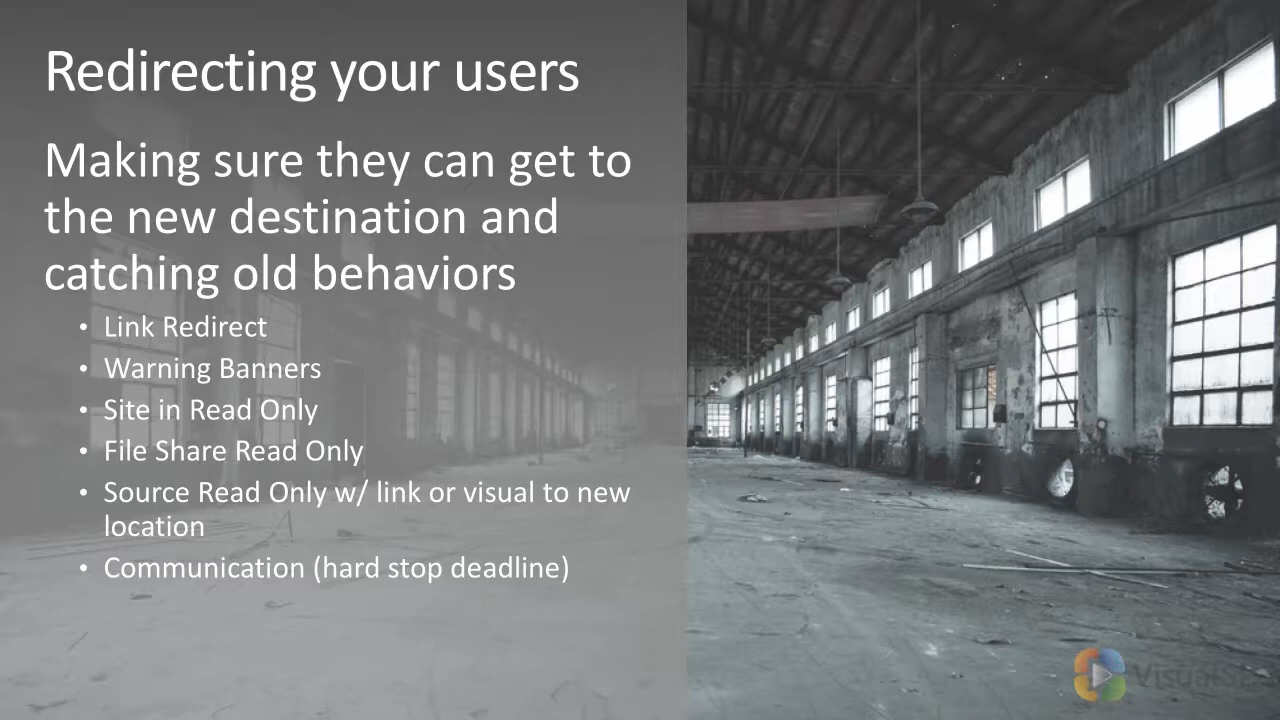 Redirecting your users
Making sure they can get to
the new destination and
catching old behaviors
• Link Redirect
• Warning Banners
• Site in Read Only
• File Share Read Only
• Source Read Only w/ link or visual to new
location
• Communication (hard stop deadline)